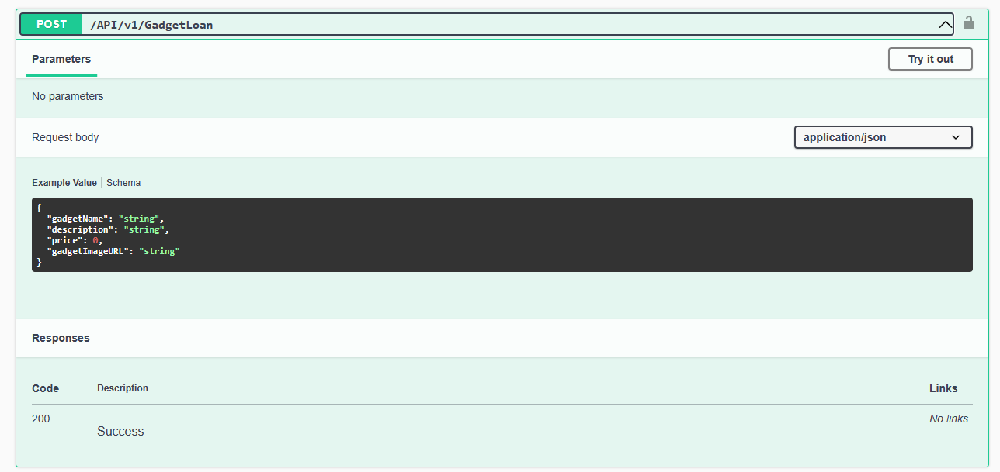 POST /API/v1/GadgetLoan
Parameters
Try it out
No parameters
Request body
application/json
Example Value | Schema
{
  "gadgetName": "string",
  "description": "string",
  "price": 0,
  "gadgetImageURL": "string"
}
Responses
Code Description Links
200 Success No links